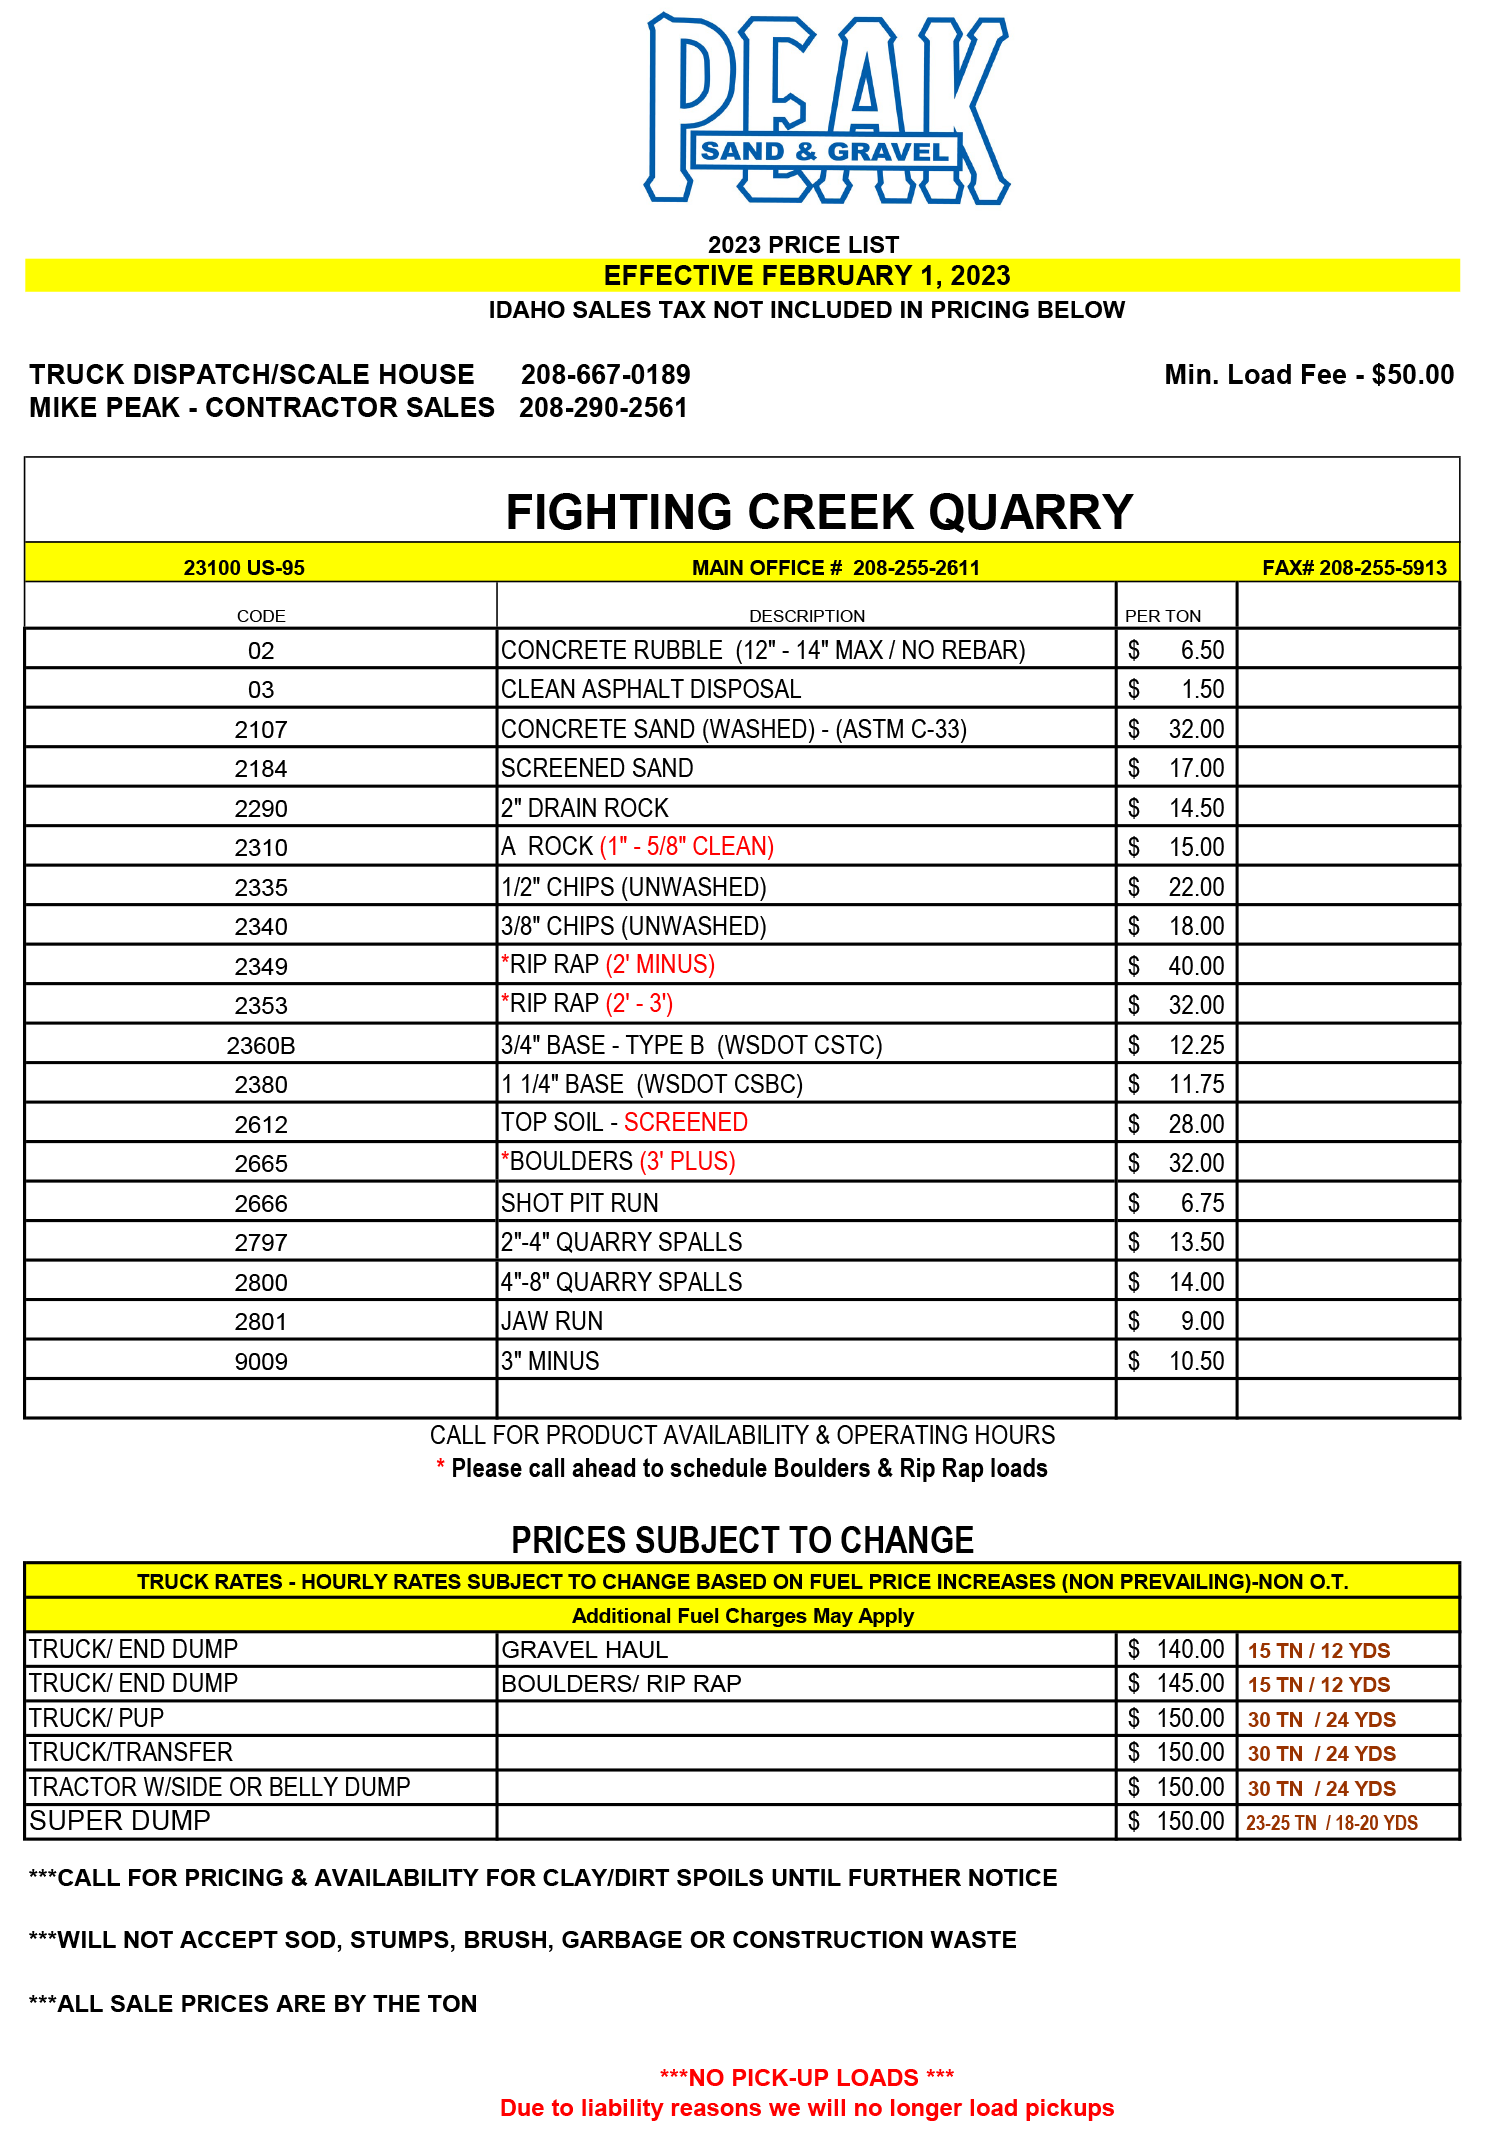 PEAK
SAND & GRAVEL
2023 PRICE LIST
EFFECTIVE FEBRUARY 1, 2023
IDAHO SALES TAX NOT INCLUDED IN PRICING BELOW
TRUCK DISPATCH/SCALE HOUSE 208-667-0189 Min. Load Fee - $50.00
MIKE PEAK - CONTRACTOR SALES 208-290-2561
FIGHTING CREEK QUARRY
23100 US-95 MAIN OFFICE # 208-255-2611 FAX# 208-255-5913
CODE DESCRIPTION PER TON
02 CONCRETE RUBBLE (12" - 14" MAX / NO REBAR) $ 6.50
03 CLEAN ASPHALT DISPOSAL $ 1.50
2107 CONCRETE SAND (WASHED) - (ASTM C-33) $ 32.00
2184 SCREENED SAND $ 17.00
2290 2" DRAIN ROCK $ 14.50
2310 A ROCK (1" - 5/8" CLEAN) $ 15.00
2335 1/2" CHIPS (UNWASHED) $ 22.00
2340 3/8" CHIPS (UNWASHED) $ 18.00
2349 *RIP RAP (2' MINUS) $ 40.00
2353 *RIP RAP (2' - 3') $ 32.00
2360B 3/4" BASE - TYPE B (WSDOT CSTC) $ 12.25
2380 1 1/4" BASE (WSDOT CSBC) $ 11.75
2612 TOP SOIL - SCREENED $ 28.00
2665 *BOULDERS (3' PLUS) $ 32.00
2666 SHOT PIT RUN $ 6.75
2797 2"-4" QUARRY SPALLS $ 13.50
2800 4"-8" QUARRY SPALLS $ 14.00
2801 JAW RUN $ 9.00
9009 3" MINUS $ 10.50
CALL FOR PRODUCT AVAILABILITY & OPERATING HOURS
* Please call ahead to schedule Boulders & Rip Rap loads
PRICES SUBJECT TO CHANGE
TRUCK RATES - HOURLY RATES SUBJECT TO CHANGE BASED ON FUEL PRICE INCREASES (NON PREVAILING)-NON O.T.
Additional Fuel Charges May Apply
TRUCK/ END DUMP GRAVEL HAUL $ 140.00 15 TN / 12 YDS
TRUCK/ END DUMP BOULDERS/ RIP RAP $ 145.00 15 TN / 12 YDS
TRUCK/ PUP $ 150.00 30 TN / 24 YDS
TRUCK/TRANSFER $ 150.00 30 TN / 24 YDS
TRACTOR W/SIDE OR BELLY DUMP $ 150.00 30 TN / 24 YDS
SUPER DUMP $ 150.00 23-25 TN / 18-20 YDS
***CALL FOR PRICING & AVAILABILITY FOR CLAY/DIRT SPOILS UNTIL FURTHER NOTICE
***WILL NOT ACCEPT SOD, STUMPS, BRUSH, GARBAGE OR CONSTRUCTION WASTE
***ALL SALE PRICES ARE BY THE TON
***NO PICK-UP LOADS ***
Due to liability reasons we will no longer load pickups